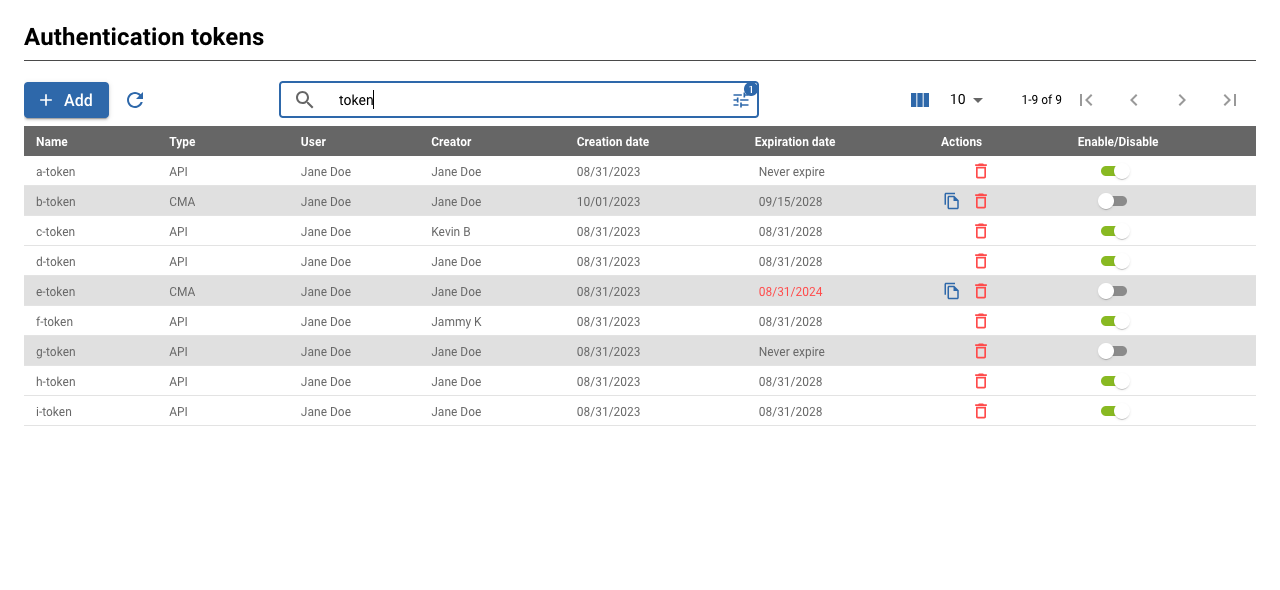 Authentication tokens
Add token 1 10 1-9 of 9
Name Type User Creator Creation date Expiration date Actions Enable/Disable
a-token API Jane Doe Jane Doe 08/31/2023 Never expire
b-token CMA Jane Doe Jane Doe 10/01/2023 09/15/2028
c-token API Jane Doe Kevin B 08/31/2023 08/31/2028
d-token API Jane Doe Jane Doe 08/31/2023 08/31/2028
e-token CMA Jane Doe Jane Doe 08/31/2023 08/31/2024
f-token API Jane Doe Jammy K 08/31/2023 08/31/2028
g-token API Jane Doe Jane Doe 08/31/2023 Never expire
h-token API Jane Doe Jane Doe 08/31/2023 08/31/2028
i-token API Jane Doe Jane Doe 08/31/2023 08/31/2028